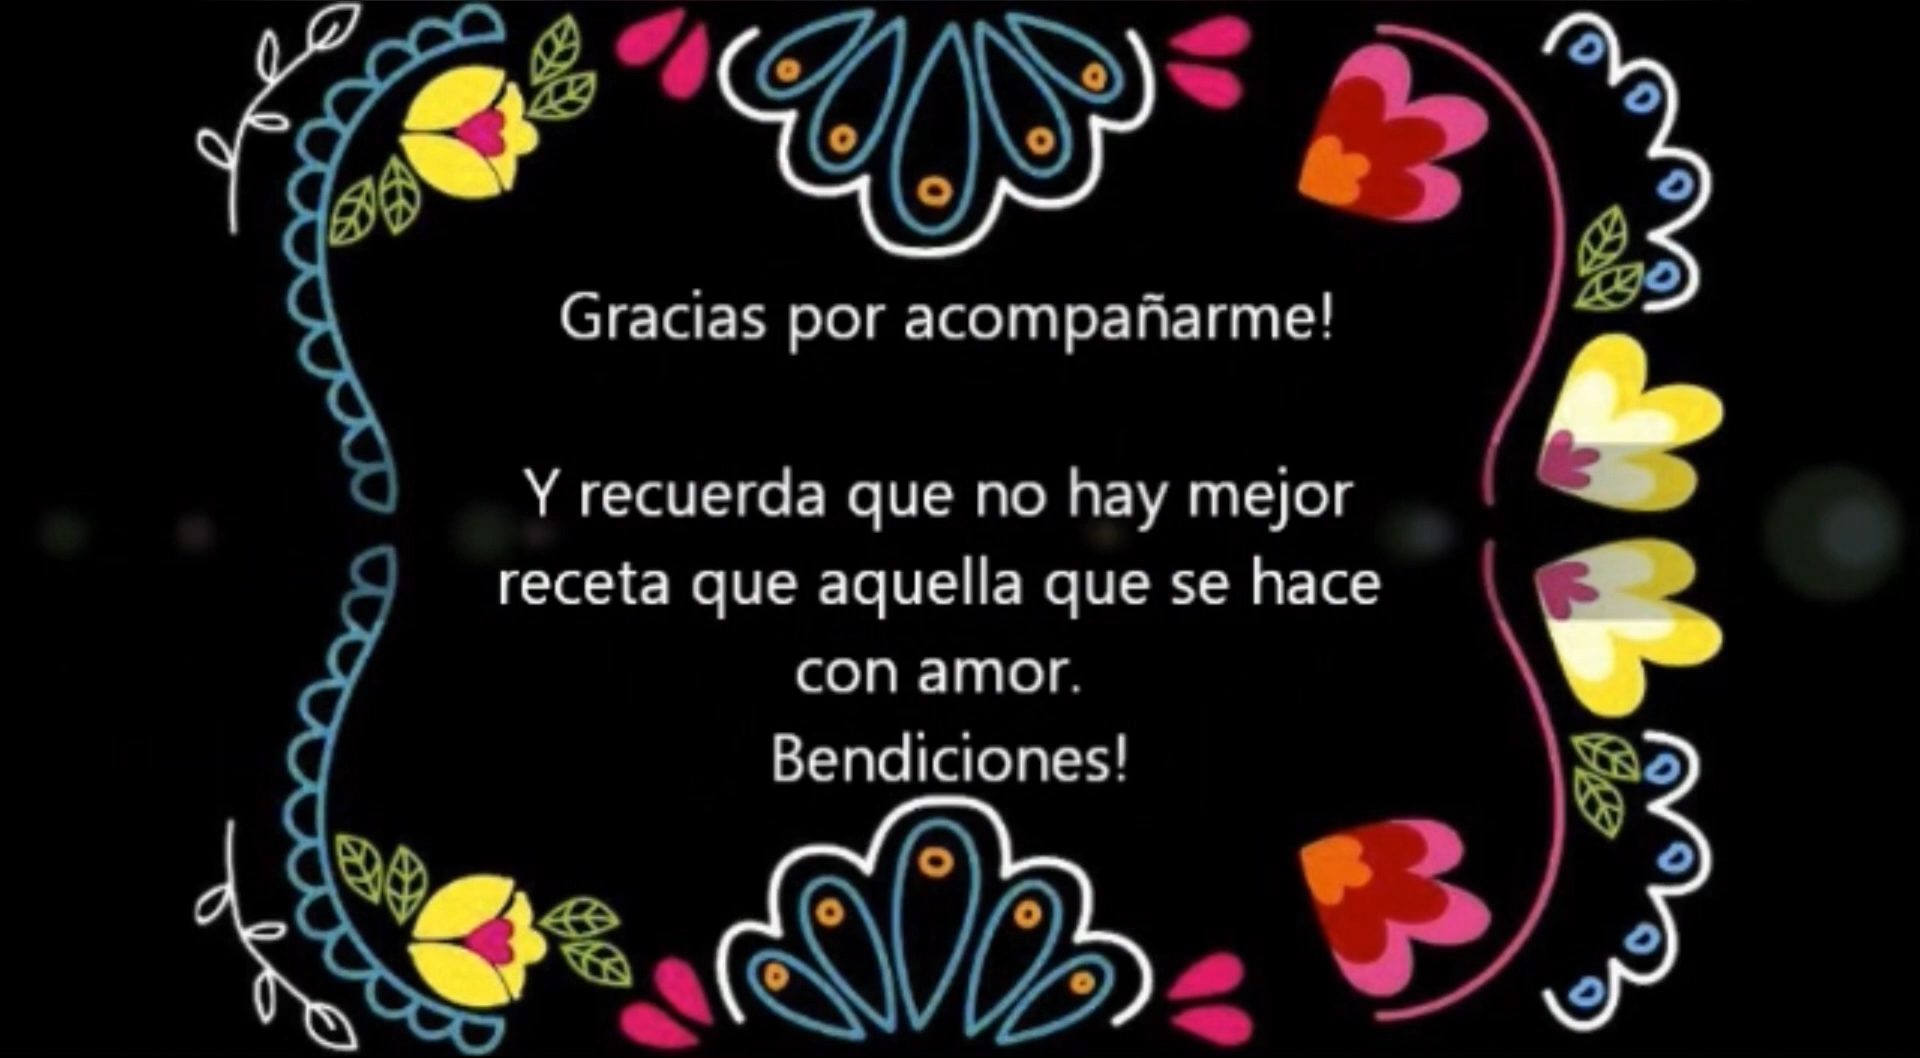 Gracias por acompañarme!
Y recuerda que no hay mejor
receta que aquella que se hace
con amor.
Bendiciones!